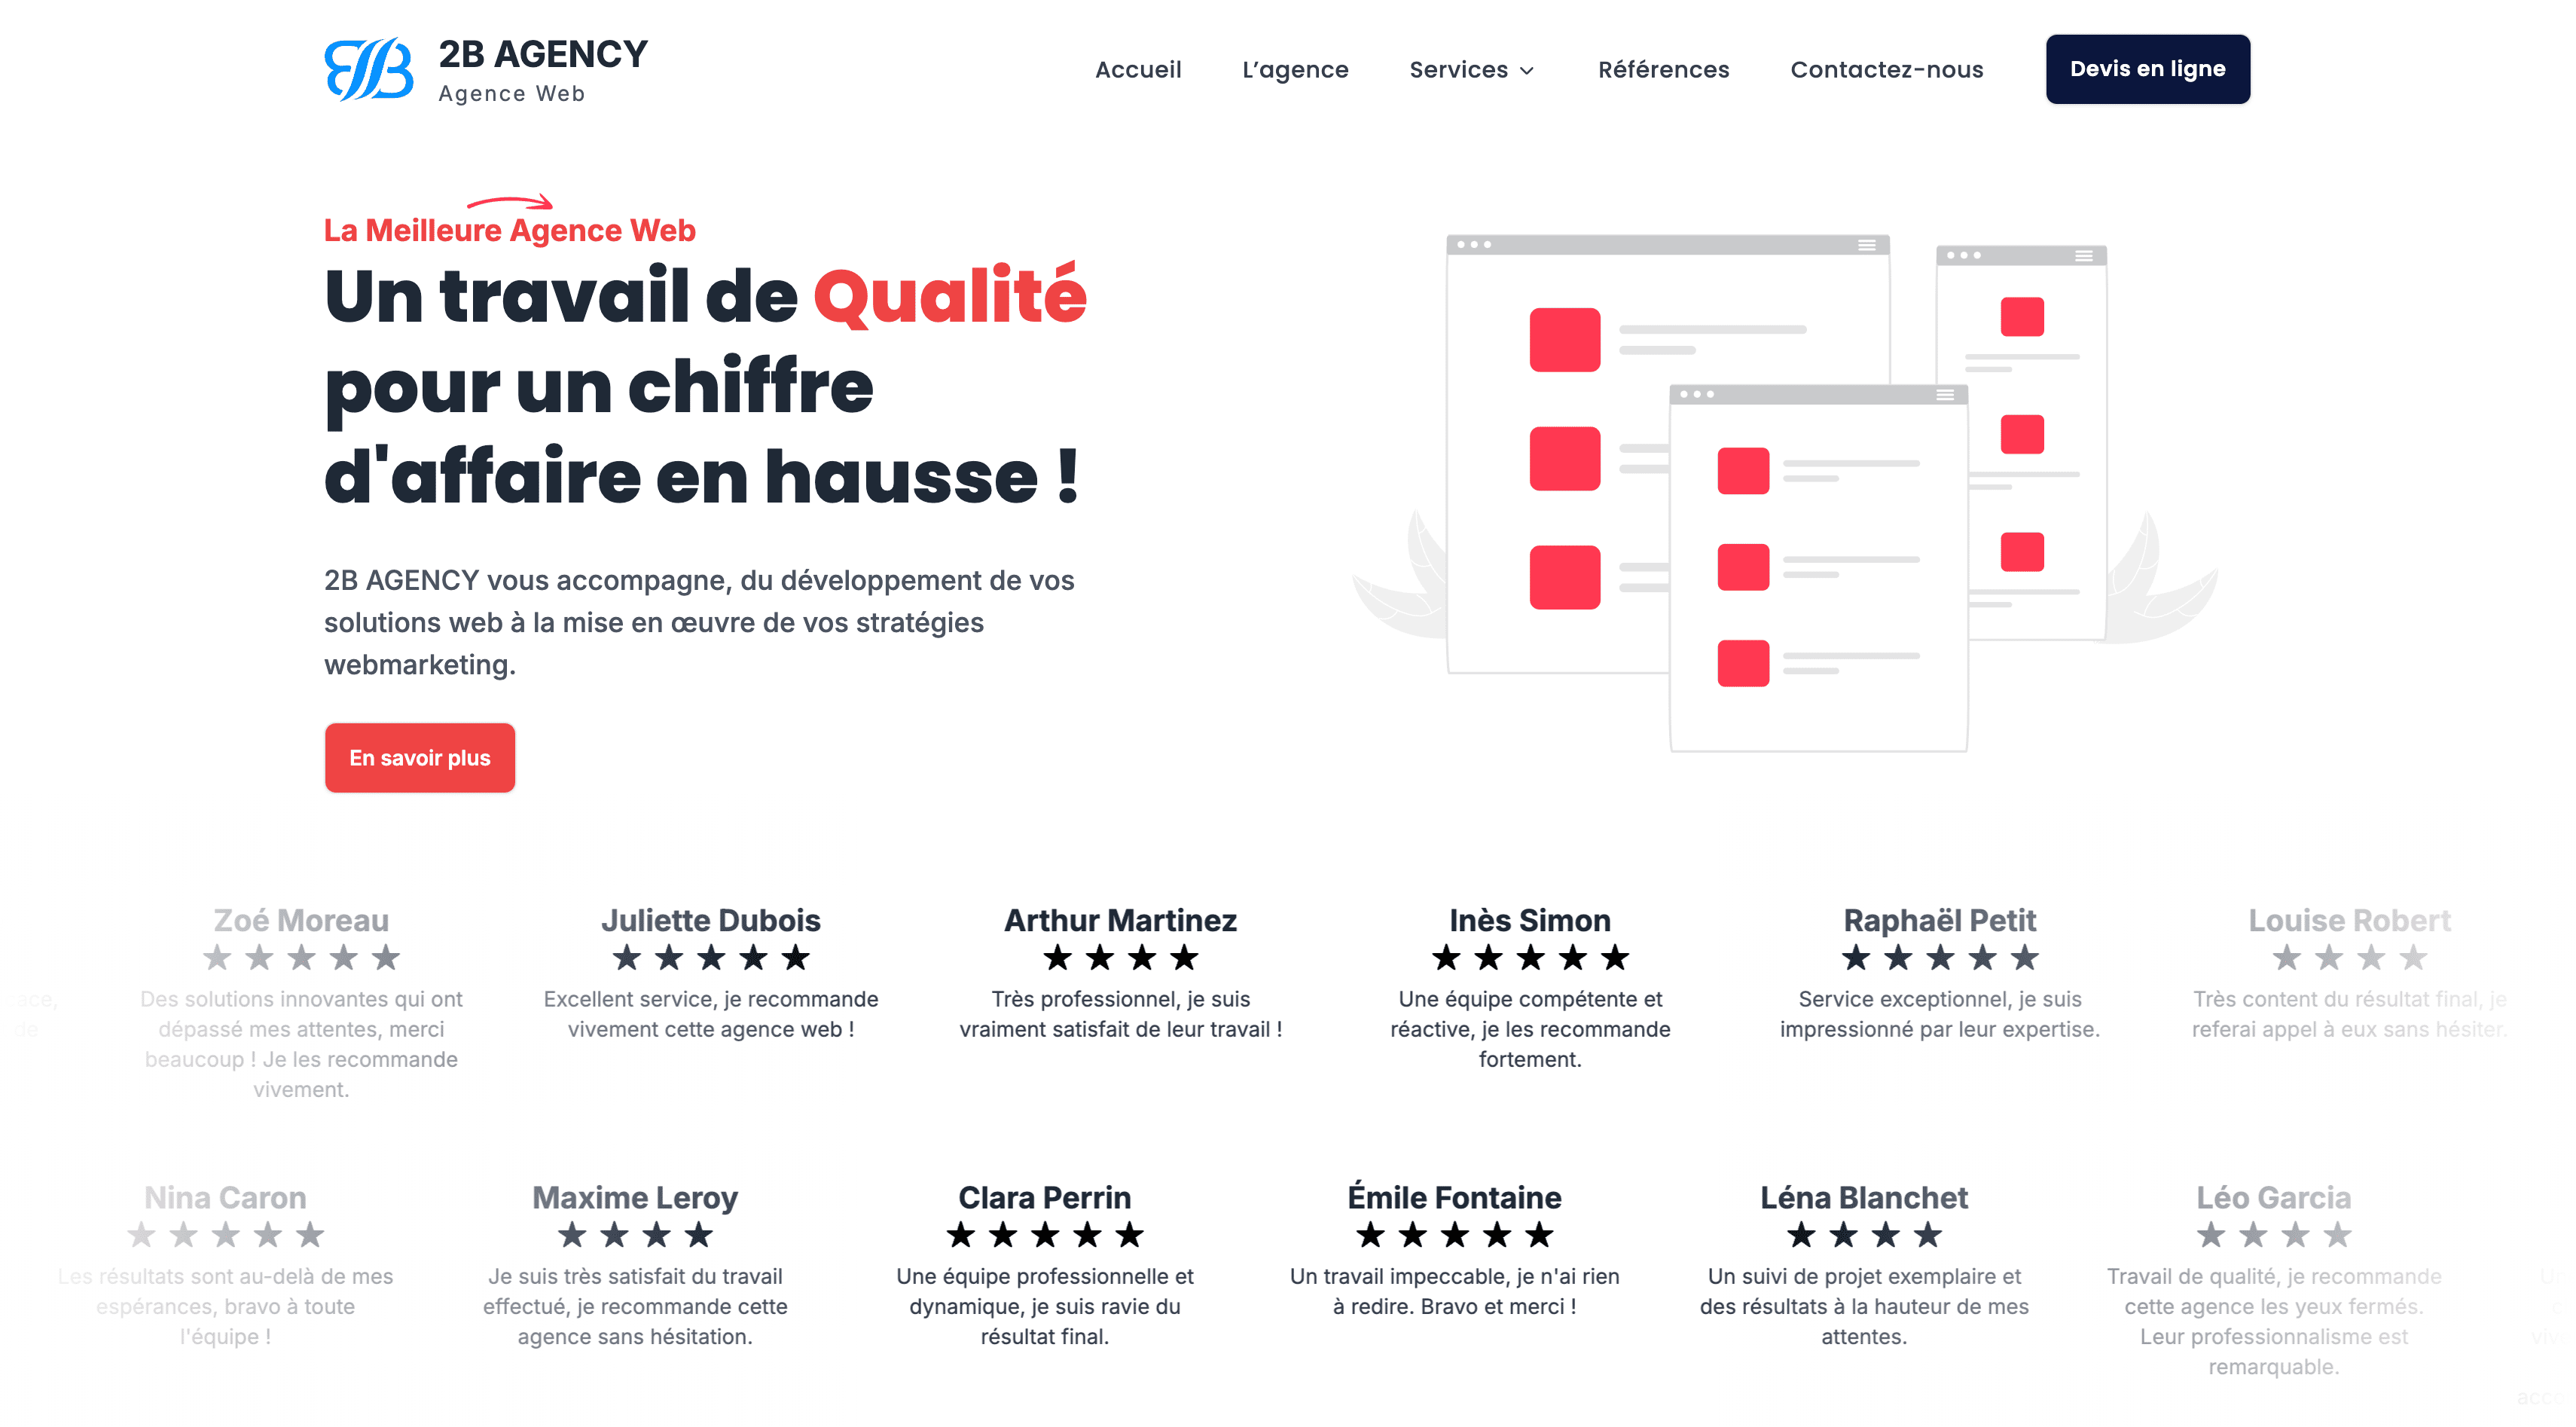 2B AGENCY
Agence Web
Accueil
L’agence
Services
Références
Contactez-nous
Devis en ligne
La Meilleure Agence Web
Un travail de Qualité
pour un chiffre
d'affaire en hausse !
2B AGENCY vous accompagne, du développement de vos
solutions web à la mise en œuvre de vos stratégies
webmarketing.
En savoir plus
Zoé Moreau
Des solutions innovantes qui ont
dépassé mes attentes, merci
beaucoup ! Je les recommande
vivement.
Juliette Dubois
Excellent service, je recommande
vivement cette agence web !
Arthur Martinez
Très professionnel, je suis
vraiment satisfait de leur travail !
Inès Simon
Une équipe compétente et
réactive, je les recommande
fortement.
Raphaël Petit
Service exceptionnel, je suis
impressionné par leur expertise.
Louise Robert
Très content du résultat final, je
referai appel à eux sans hésiter.
Nina Caron
Les résultats sont au-delà de mes
espérances, bravo à toute
l'équipe !
Maxime Leroy
Je suis très satisfait du travail
effectué, je recommande cette
agence sans hésitation.
Clara Perrin
Une équipe professionnelle et
dynamique, je suis ravie du
résultat final.
Émile Fontaine
Un travail impeccable, je n'ai rien
à redire. Bravo et merci !
Léna Blanchet
Un suivi de projet exemplaire et
des résultats à la hauteur de mes
attentes.
Léo Garcia
Travail de qualité, je recommande
cette agence les yeux fermés.
Leur professionnalisme est
remarquable.